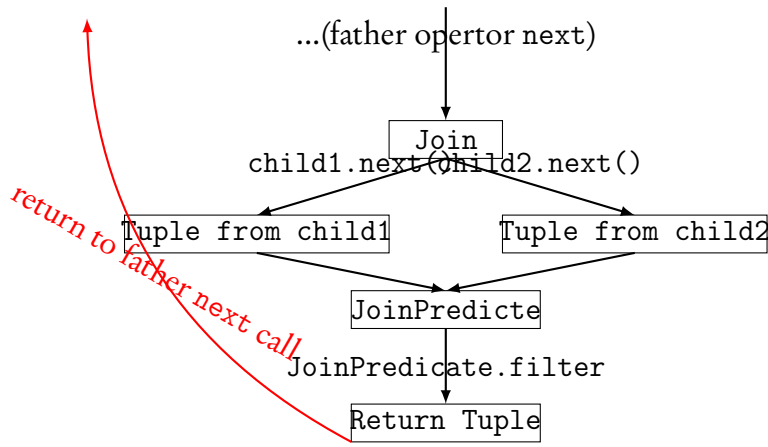 ...(father opertor next)
Join
child1.next()
child2.next()
Tuple from child1
Tuple from child2
return to father next call
JoinPredicte
JoinPredicate.filter
Return Tuple